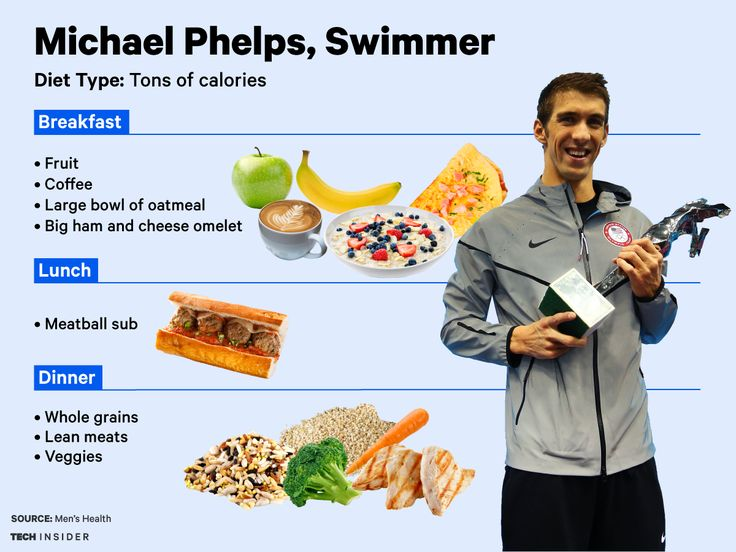 Michael Phelps, Swimmer
Diet Type: Tons of calories
Breakfast
• Fruit
• Coffee
• Large bowl of oatmeal
• Big ham and cheese omelet
Lunch
• Meatball sub
Dinner
• Whole grains
• Lean meats
• Veggies
SOURCE: Men's Health
TECH INSIDER